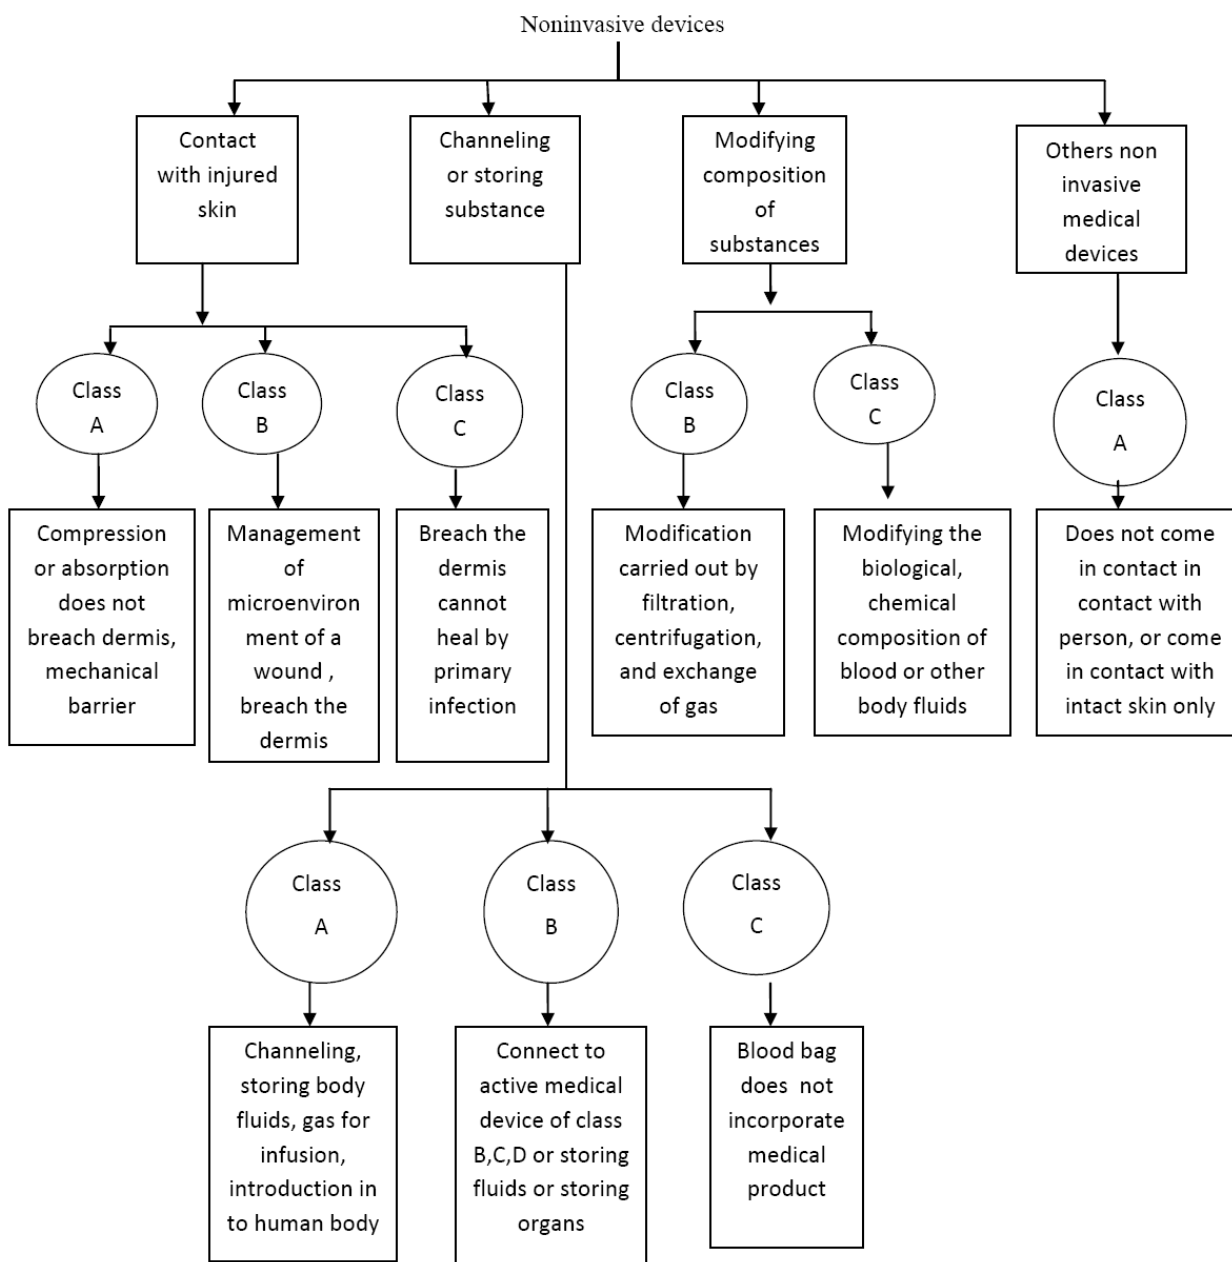 Noninvasive devices
Contact
with injured
skin
Channeling
or storing
substance
Modifying
composition
of
substances
Others non
invasive
medical
devices
Class
A
Class
B
Class
C
Class
B
Class
C
Class
A
Compression
or absorption
does not
breach dermis,
mechanical
barrier
Management
of
microenviron
ment of a
wound ,
breach the
dermis
Breach the
dermis
cannot
heal by
primary
infection
Modification
carried out by
filtration,
centrifugation,
and exchange
of gas
Modifying the
biological,
chemical
composition of
blood or other
body fluids
Does not come
in contact in
contact with
person, or come
in contact with
intact skin only
Class
A
Class
B
Class
C
Channeling,
storing body
fluids, gas for
infusion,
introduction in
to human body
Connect to
active medical
device of class
B,C,D or storing
fluids or storing
organs
Blood bag
does not
incorporate
medical
product